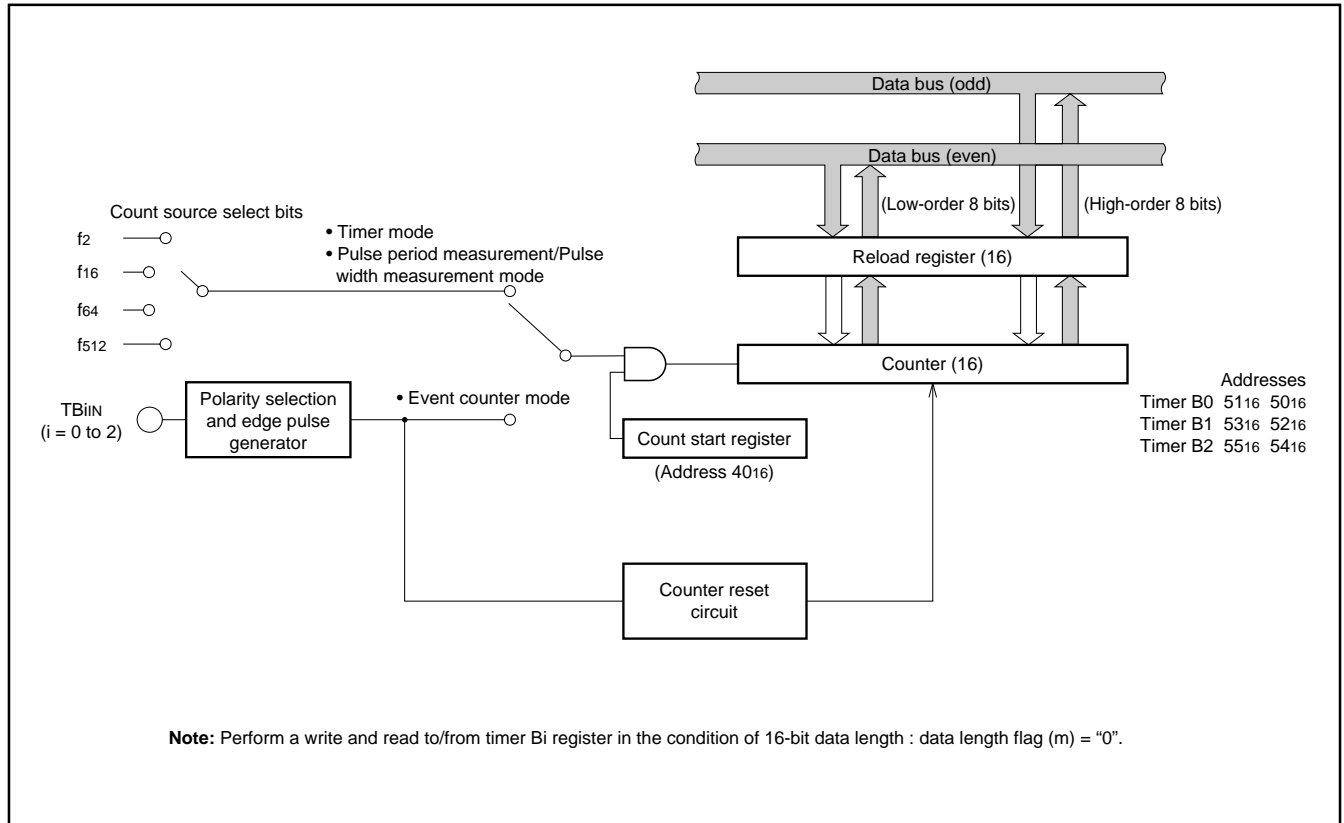 Data bus (odd)
Data bus (even)
(Low-order 8 bits)
(High-order 8 bits)
Count source select bits
f2
f16
f64
f512
• Timer mode
• Pulse period measurement/Pulse
width measurement mode
Reload register (16)
Counter (16)
TBiIN
(i = 0 to 2)
Polarity selection
and edge pulse
generator
• Event counter mode
Count start register
(Address 4016)
Addresses
Timer B0 5116 5016
Timer B1 5316 5216
Timer B2 5516 5416
Counter reset
circuit
Note: Perform a write and read to/from timer Bi register in the condition of 16-bit data length : data length flag (m) = “0”.